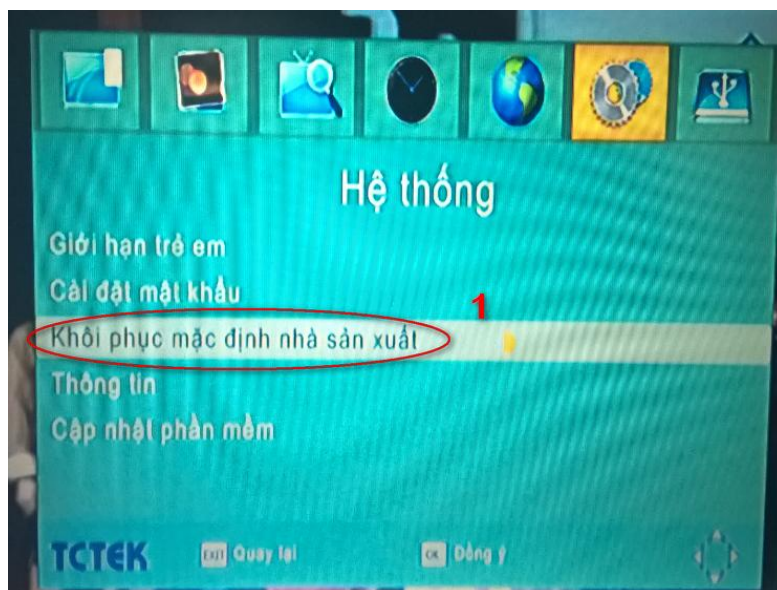 Hệ thống
Giới hạn trẻ em
Cài đặt mật khẩu
1
Khôi phục mặc định nhà sản xuất
Thông tin
Cập nhật phần mềm
TCTEK EXIT Quay lại OK Đồng ý